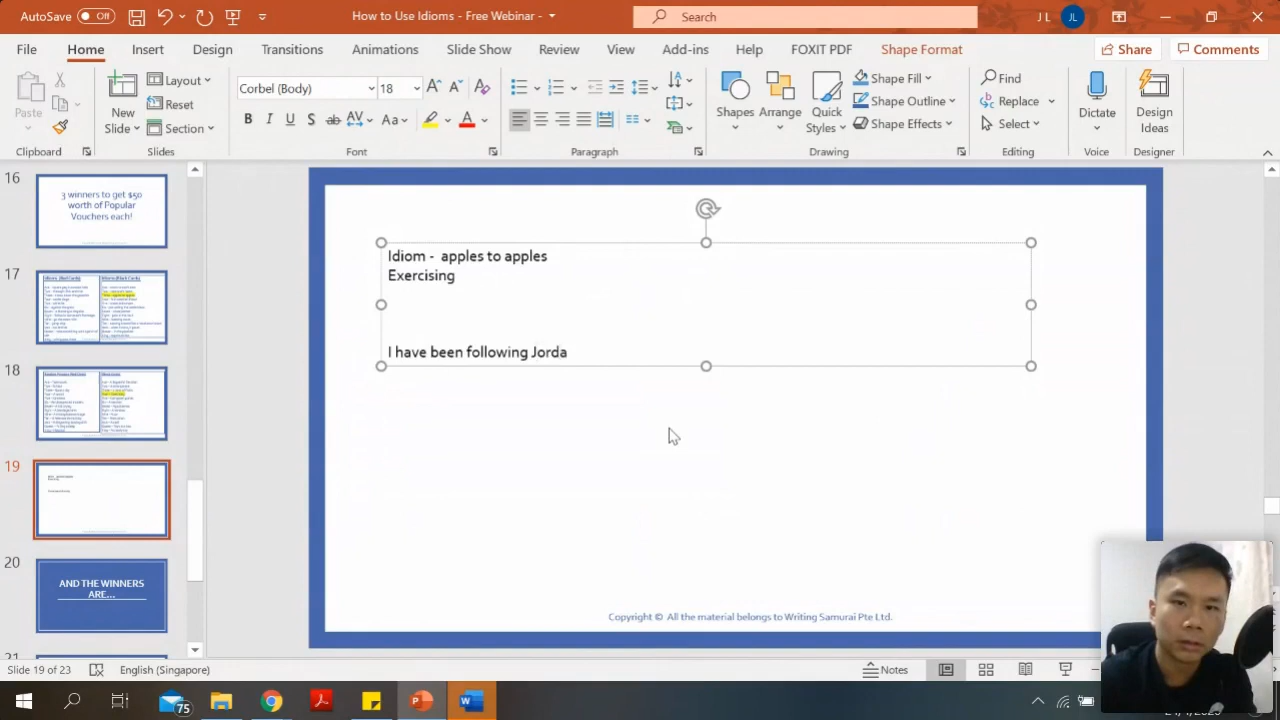 AutoSave Off
How to Use Idioms - Free Webinar -
Search
J L JL
File Home Insert Design Transitions Animations Slide Show Review View Add-ins Help FOXIT PDF Shape Format Share Comments
Paste
New Slide
Layout
Reset
Section
Corbel (Body) 18
Shapes
Arrange
Quick Styles
Shape Fill
Shape Outline
Shape Effects
Find
Replace
Select
Dictate
Design Ideas
Clipboard Slides Font Paragraph Drawing Editing Voice Designer
16
3 winners to get $50
worth of Popular
Vouchers each!
17
18
19
20
AND THE WINNERS
ARE...
21
Idiom - apples to apples
Exercising
I have been following Jorda
Copyright © All the material belongs to Writing Samurai Pte Ltd.
Slide 19 of 23 English (Singapore) Notes
75